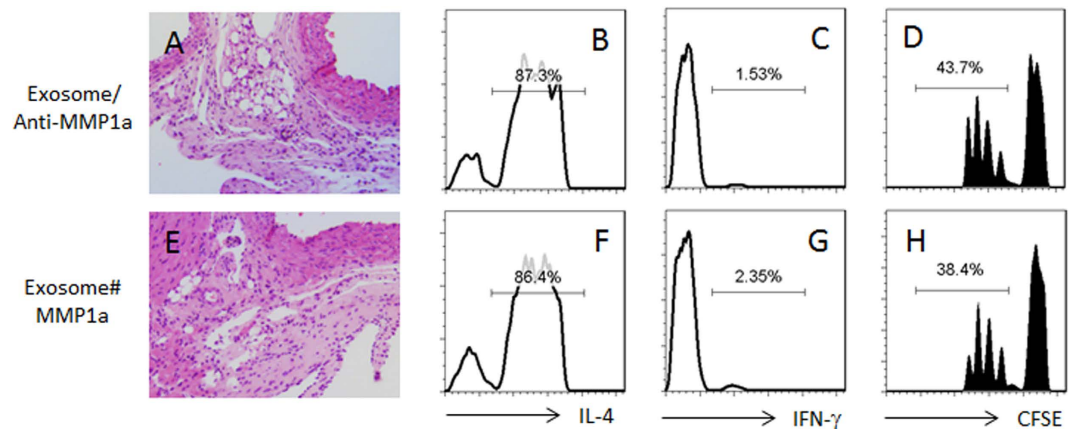 A
B
C
D
Exosome/
Anti-MMP1a
87.3%
1.53%
43.7%
E
F
G
H
Exosome#
MMP1a
86.4%
2.35%
38.4%
IL-4
IFN-γ
CFSE